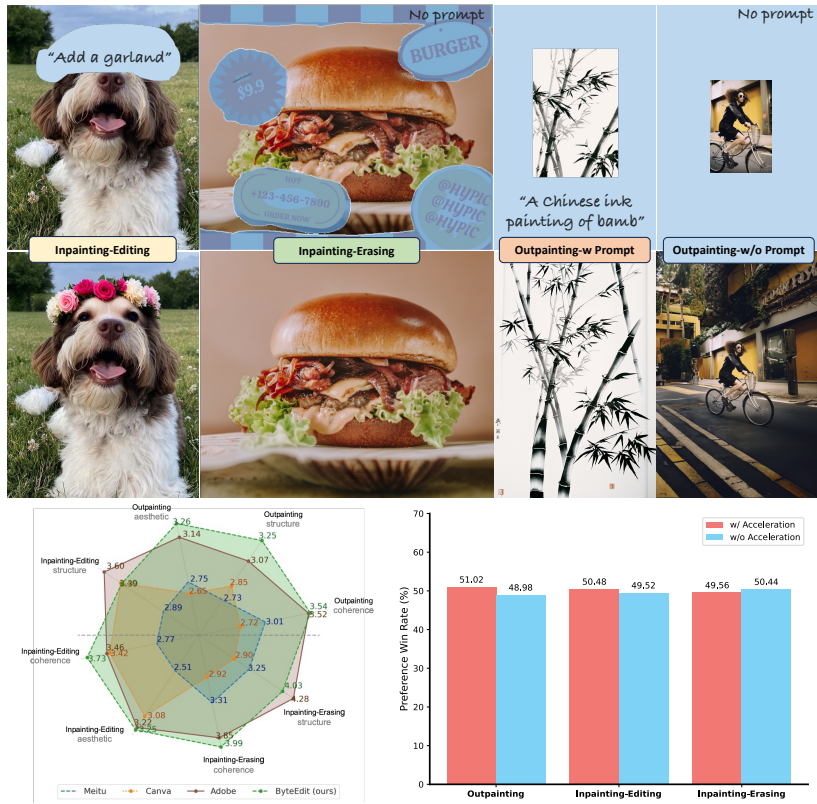 "Add a garland"
No prompt
BURGER
$9.9
HOT
+123-456-7890
ORDER NOW
@HYPIC
@HYPIC
@HYPIC
"A Chinese ink
painting of bamb"
No prompt
Inpainting-Editing
Inpainting-Erasing
Outpainting-w Prompt
Outpainting-w/o Prompt
Outpainting
aesthetic
3.26
3.14
Outpainting
structure
3.25
3.07
Inpainting-Editing
structure
3.60
3.39
2.75
2.65
2.85
2.73
2.89
Outpainting
coherence
3.54
3.52
2.72
3.01
2.77
Inpainting-Editing
coherence
3.46
3.42
3.73
2.90
3.25
2.51
2.92
4.03
4.28
Inpainting-Erasing
structure
3.08
3.22
3.25
Inpainting-Editing
aesthetic
3.31
3.85
3.99
Inpainting-Erasing
coherence
Meitu
Canva
Adobe
ByteEdit (ours)
Preference Win Rate (%)
70
60
50
40
30
20
10
0
w/ Acceleration
w/o Acceleration
51.02
48.98
50.48
49.52
49.56
50.44
Outpainting
Inpainting-Editing
Inpainting-Erasing